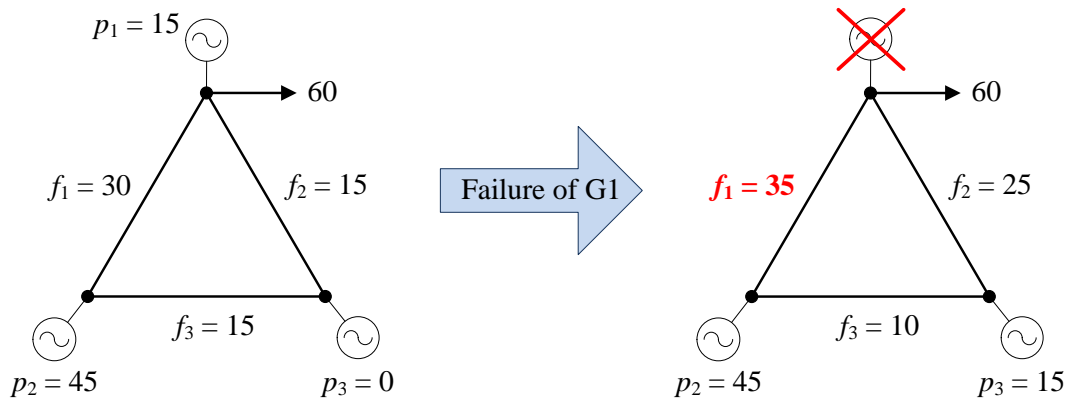 p1 = 15
60
f1 = 30
f2 = 15
f3 = 15
p2 = 45
p3 = 0
Failure of G1
60
f1 = 35
f2 = 25
f3 = 10
p2 = 45
p3 = 15